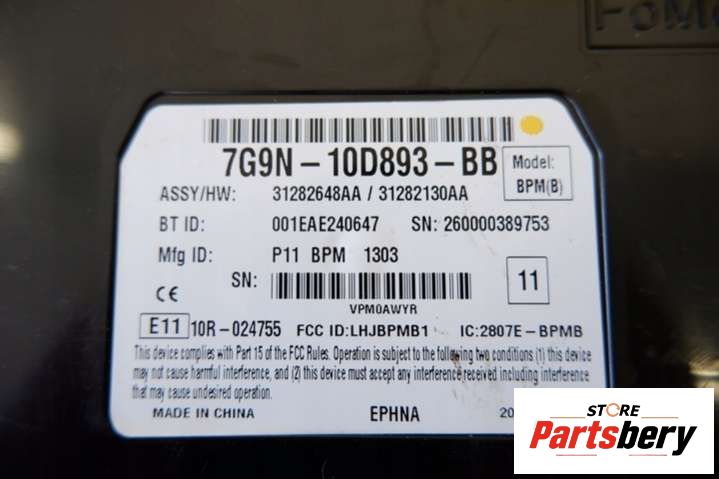 FoMo
7G9N-10D893-BB
Model:
BPM(B)
ASSY/HW: 31282648AA / 31282130AA
BT ID: 001EAE240647 SN: 260000389753
Mfg ID: P11 BPM 1303
SN:
VPM0AWYR
11
CE
E11 10R-024755 FCC ID:LHJBPMB1 IC:2807E-BPMB
This device complies with Part 15 of the FCC Rules. Operation is subject to the following two conditions (1) this device
may not cause harmful interference, and (2) this device must accept any interference received including interference
that may cause undesired operation.
MADE IN CHINA EPHNA 20
STORE
Partsbery